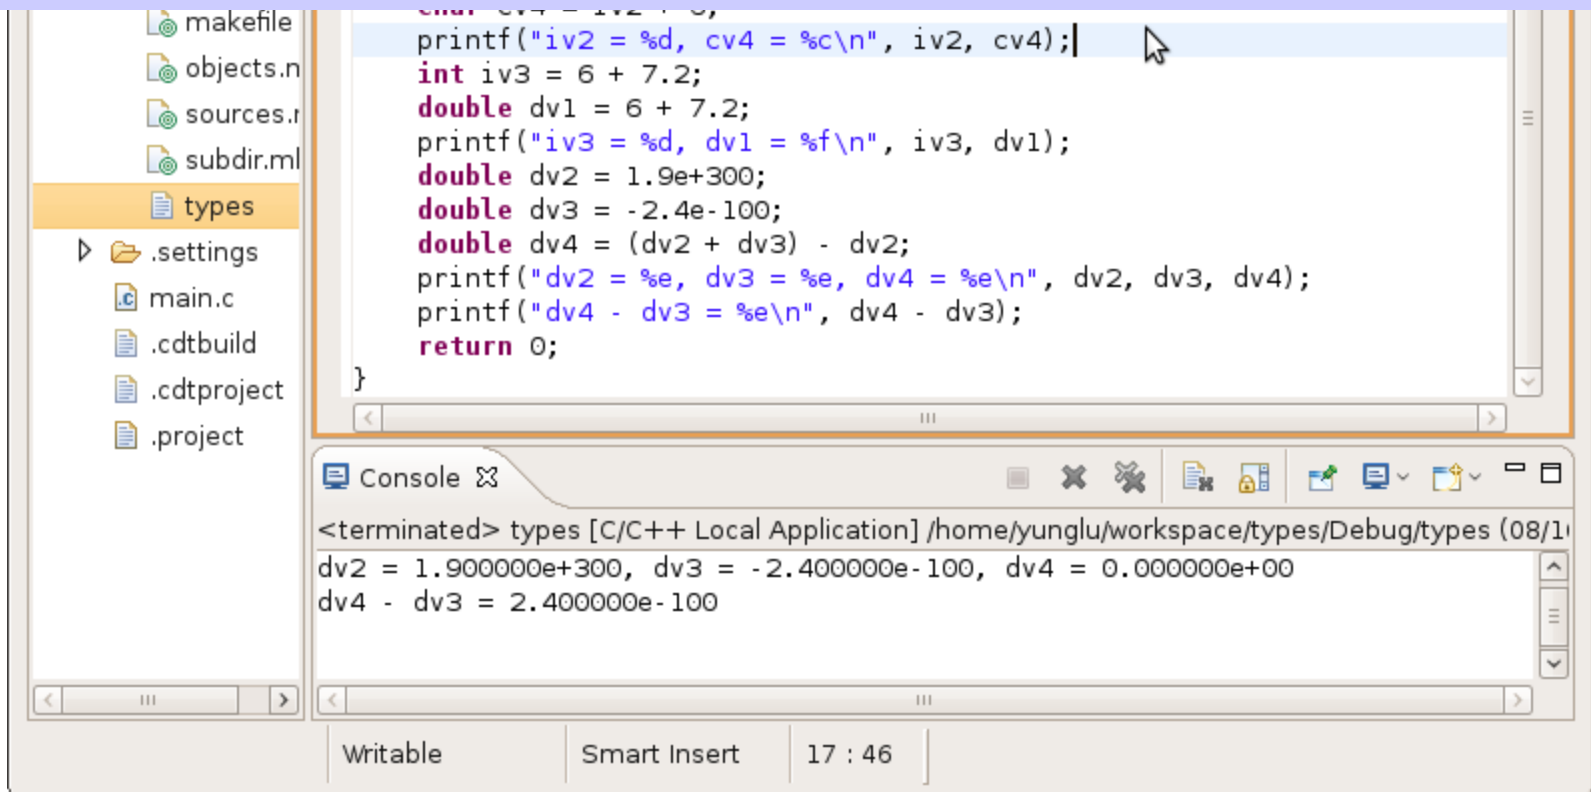 makefile
objects.m
sources.r
subdir.ml
types
.settings
main.c
.cdtbuild
.cdtproject
.project
printf("iv2 = %d, cv4 = %c\n", iv2, cv4);
int iv3 = 6 + 7.2;
double dv1 = 6 + 7.2;
printf("iv3 = %d, dv1 = %f\n", iv3, dv1);
double dv2 = 1.9e+300;
double dv3 = -2.4e-100;
double dv4 = (dv2 + dv3) - dv2;
printf("dv2 = %e, dv3 = %e, dv4 = %e\n", dv2, dv3, dv4);
printf("dv4 - dv3 = %e\n", dv4 - dv3);
return 0;
}
Console
<terminated> types [C/C++ Local Application] /home/yunglu/workspace/types/Debug/types (08/1
dv2 = 1.900000e+300, dv3 = -2.400000e-100, dv4 = 0.000000e+00
dv4 - dv3 = 2.400000e-100
Writable
Smart Insert
17 : 46